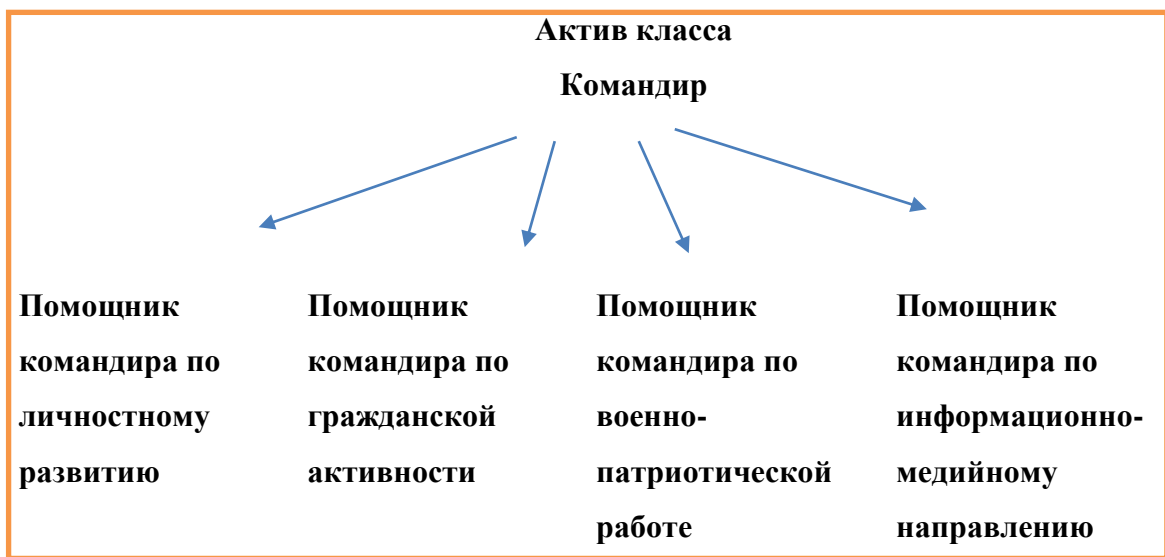 Актив класса
Командир
Помощник
командира по
личностному
развитию
Помощник
командира по
гражданской
активности
Помощник
командира по
военно-
патриотической
работе
Помощник
командира по
информационно-
медийному
направлению